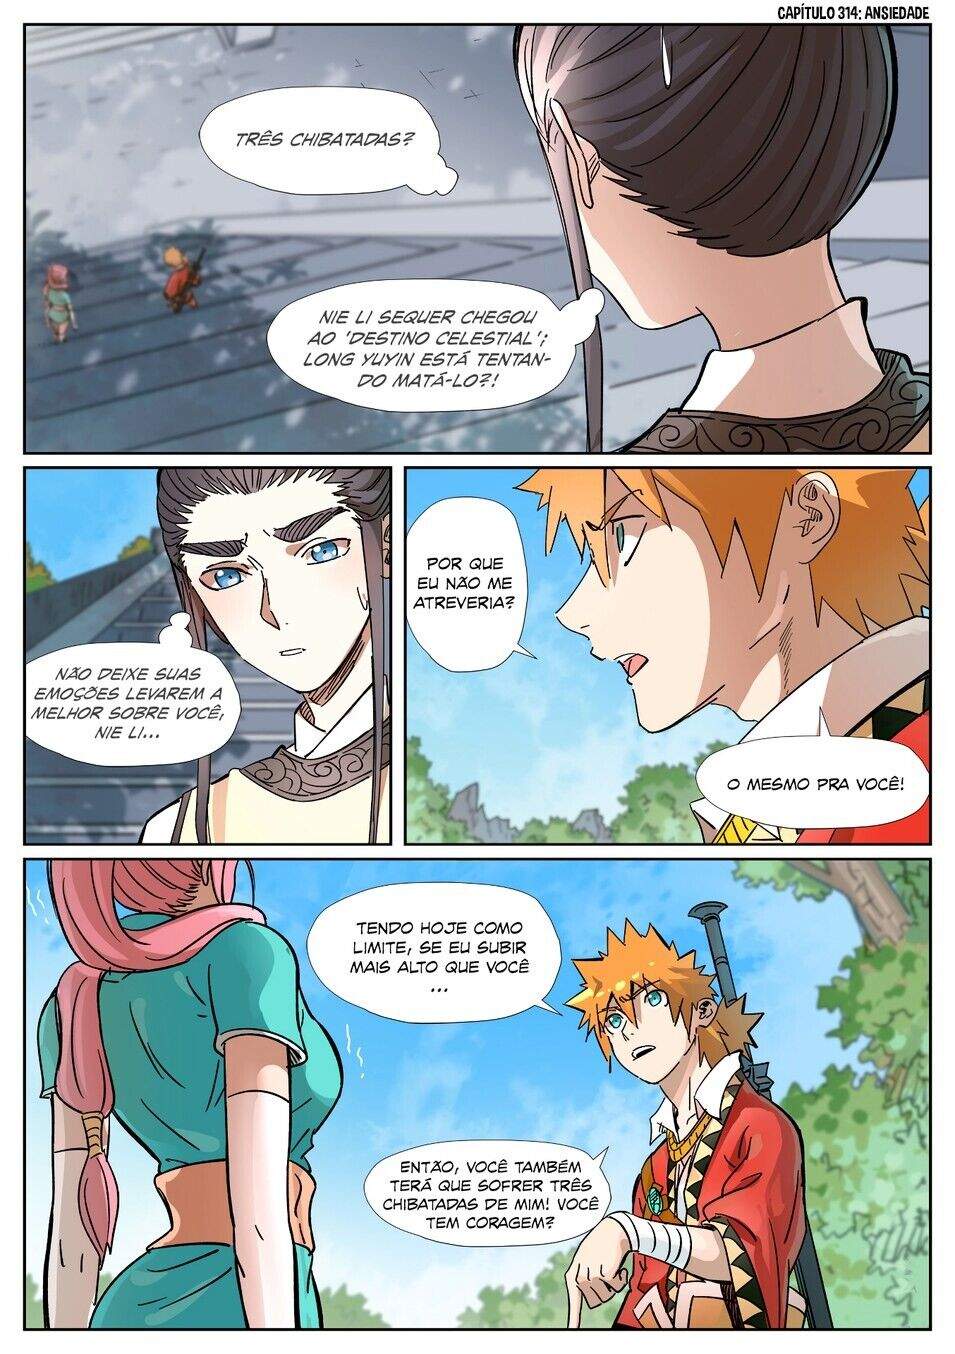 CAPÍTULO 314: ANSIEDADE
TRÊS CHIBATADAS?
NIE LI SEQUER CHEGOU
AO 'DESTINO CELESTIAL';
LONG YUYIN ESTÁ TENTAN-
DO MATÁ-LO?!
NÃO DEIXE SUAS
EMOÇÕES LEVAREM A
MELHOR SOBRE VOCÊ,
NIE LI...
POR QUE
EU NÃO ME
ATREVERIA?
O MESMO PRA VOCÊ!
TENDO HOJE COMO
LIMITE, SE EU SUBIR
MAIS ALTO QUE VOCÊ
...
ENTÃO, VOCÊ TAMBÉM
TERÁ QUE SOFRER TRÊS
CHIBATADAS DE MIM! VOCÊ
TEM CORAGEM?